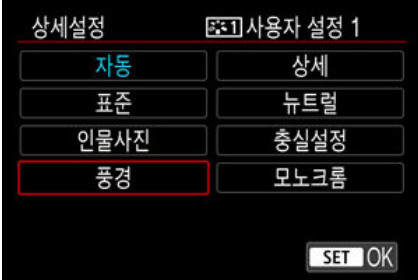 상세설정 1 사용자 설정 1
자동 상세
표준 뉴트럴
인물사진 충실설정
풍경 모노크롬
SET OK